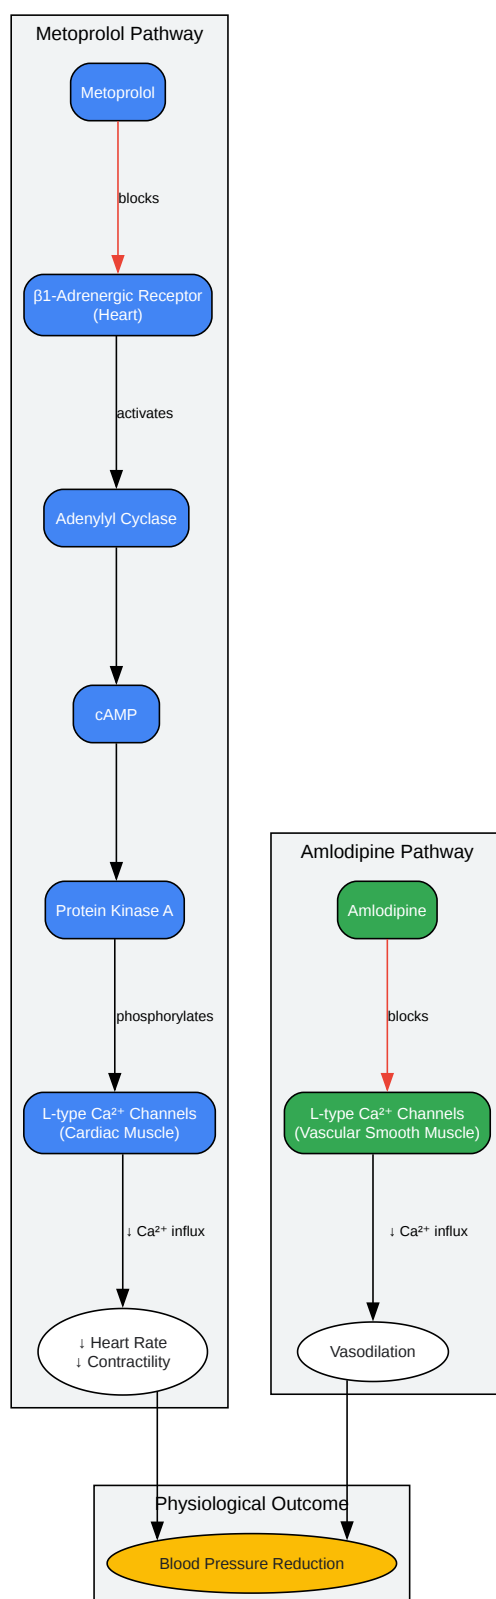 Metoprolol Pathway
Metoprolol
blocks
β1-Adrenergic Receptor
(Heart)
activates
Adenylyl Cyclase
cAMP
Protein Kinase A
phosphorylates
L-type Ca²⁺ Channels
(Cardiac Muscle)
↓ Ca²⁺ influx
↓ Heart Rate
↓ Contractility
Amlodipine Pathway
Amlodipine
blocks
L-type Ca²⁺ Channels
(Vascular Smooth Muscle)
↓ Ca²⁺ influx
Vasodilation
Physiological Outcome
Blood Pressure Reduction